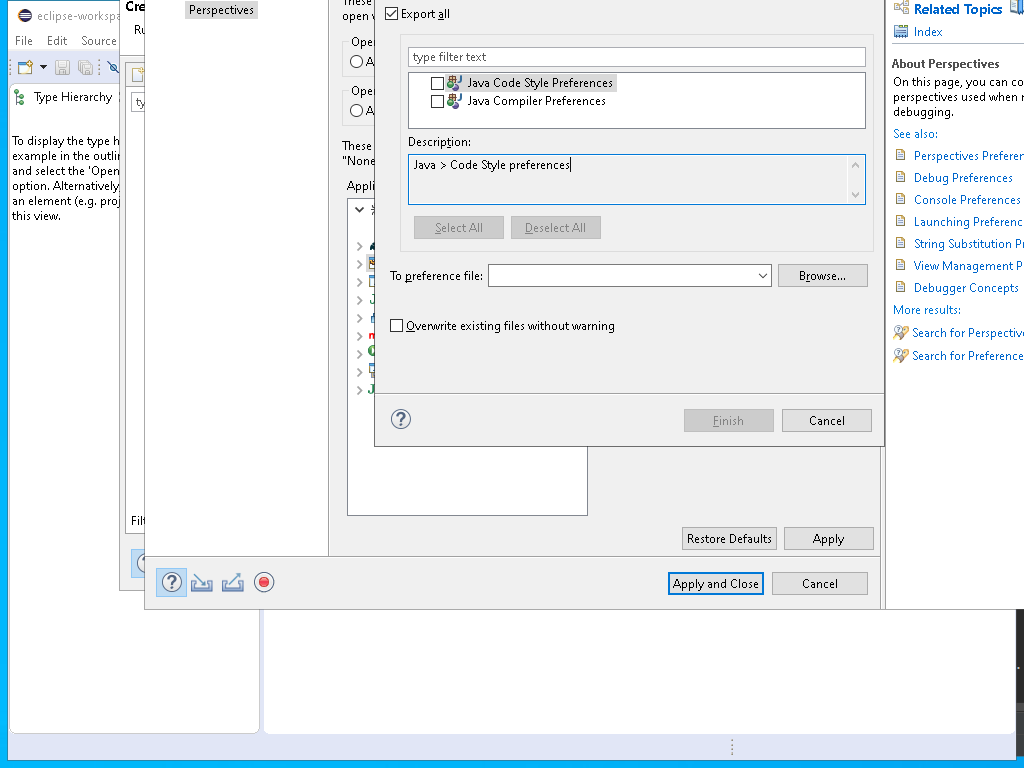 eclipse-workspa
File Edit Source
Type Hierarchy
To display the type h
example in the outlin
and select the 'Open
option. Alternatively
an element (e.g. proj
this view.
Cre
Ru
ty
Filt
Perspectives
These
open v
Oper
A
Oper
A
These
"None
Appli
Export all
type filter text
Java Code Style Preferences
Java Compiler Preferences
Description:
Java > Code Style preferences
Select All Deselect All
To preference file: Browse...
Overwrite existing files without warning
Finish Cancel
Restore Defaults Apply
Apply and Close Cancel
Related Topics
Index
About Perspectives
On this page, you can co
perspectives used when r
debugging.
See also:
Perspectives Preferen
Debug Preferences
Console Preferences
Launching Preferenc
String Substitution Pr
View Management P
Debugger Concepts
More results:
Search for Perspectiv
Search for Preference